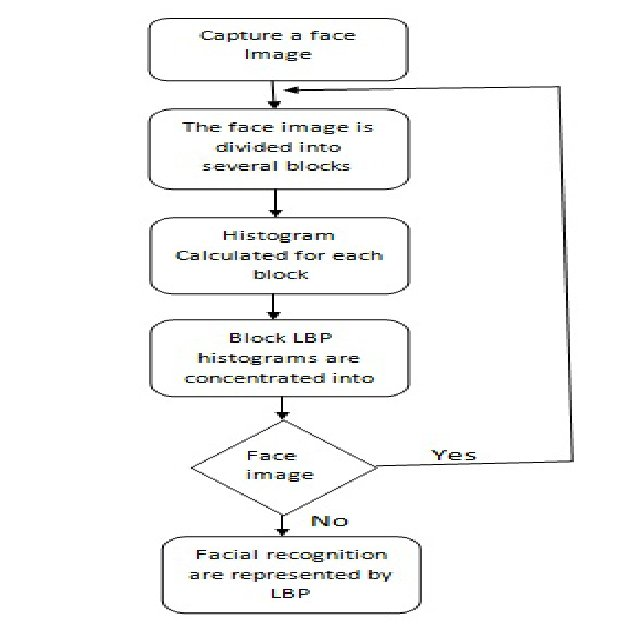 Capture a face
Image
The face image is
divided into
several blocks
Histogram
Calculated for each
block
Block LBP
histograms are
concentrated into
Face
image
Yes
No
Facial recognition
are represented by
LBP